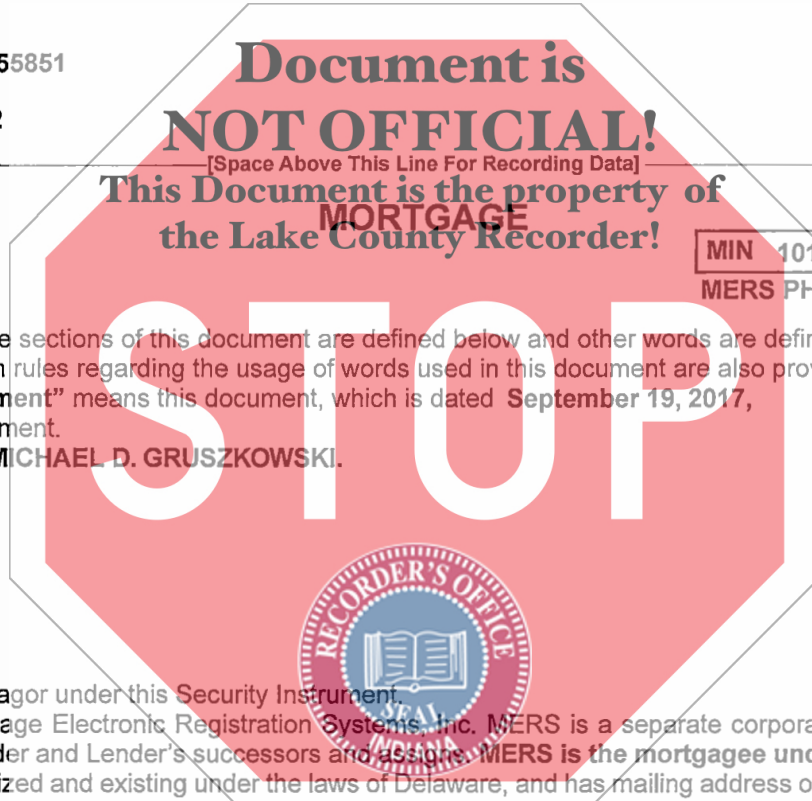 55851
Document is
NOT OFFICIAL!
[Space Above This Line For Recording Data]
This Document is the property of
MORTGAGE
the Lake County Recorder!
MIN 101
MERS PH
e sections of this document are defined below and other words are defin
n rules regarding the usage of words used in this document are also prov
ment” means this document, which is dated September 19, 2017,
ment.
MICHAEL D. GRUSZKOWSKI.
STOP
RECORDER'S OFFICE
agor under this Security Instrument.
SEAL
age Electronic Registration Systems, Inc. MERS is a separate corpora
INDIANA
der and Lender's successors and assigns. MERS is the mortgagee und
ized and existing under the laws of Delaware, and has mailing address o